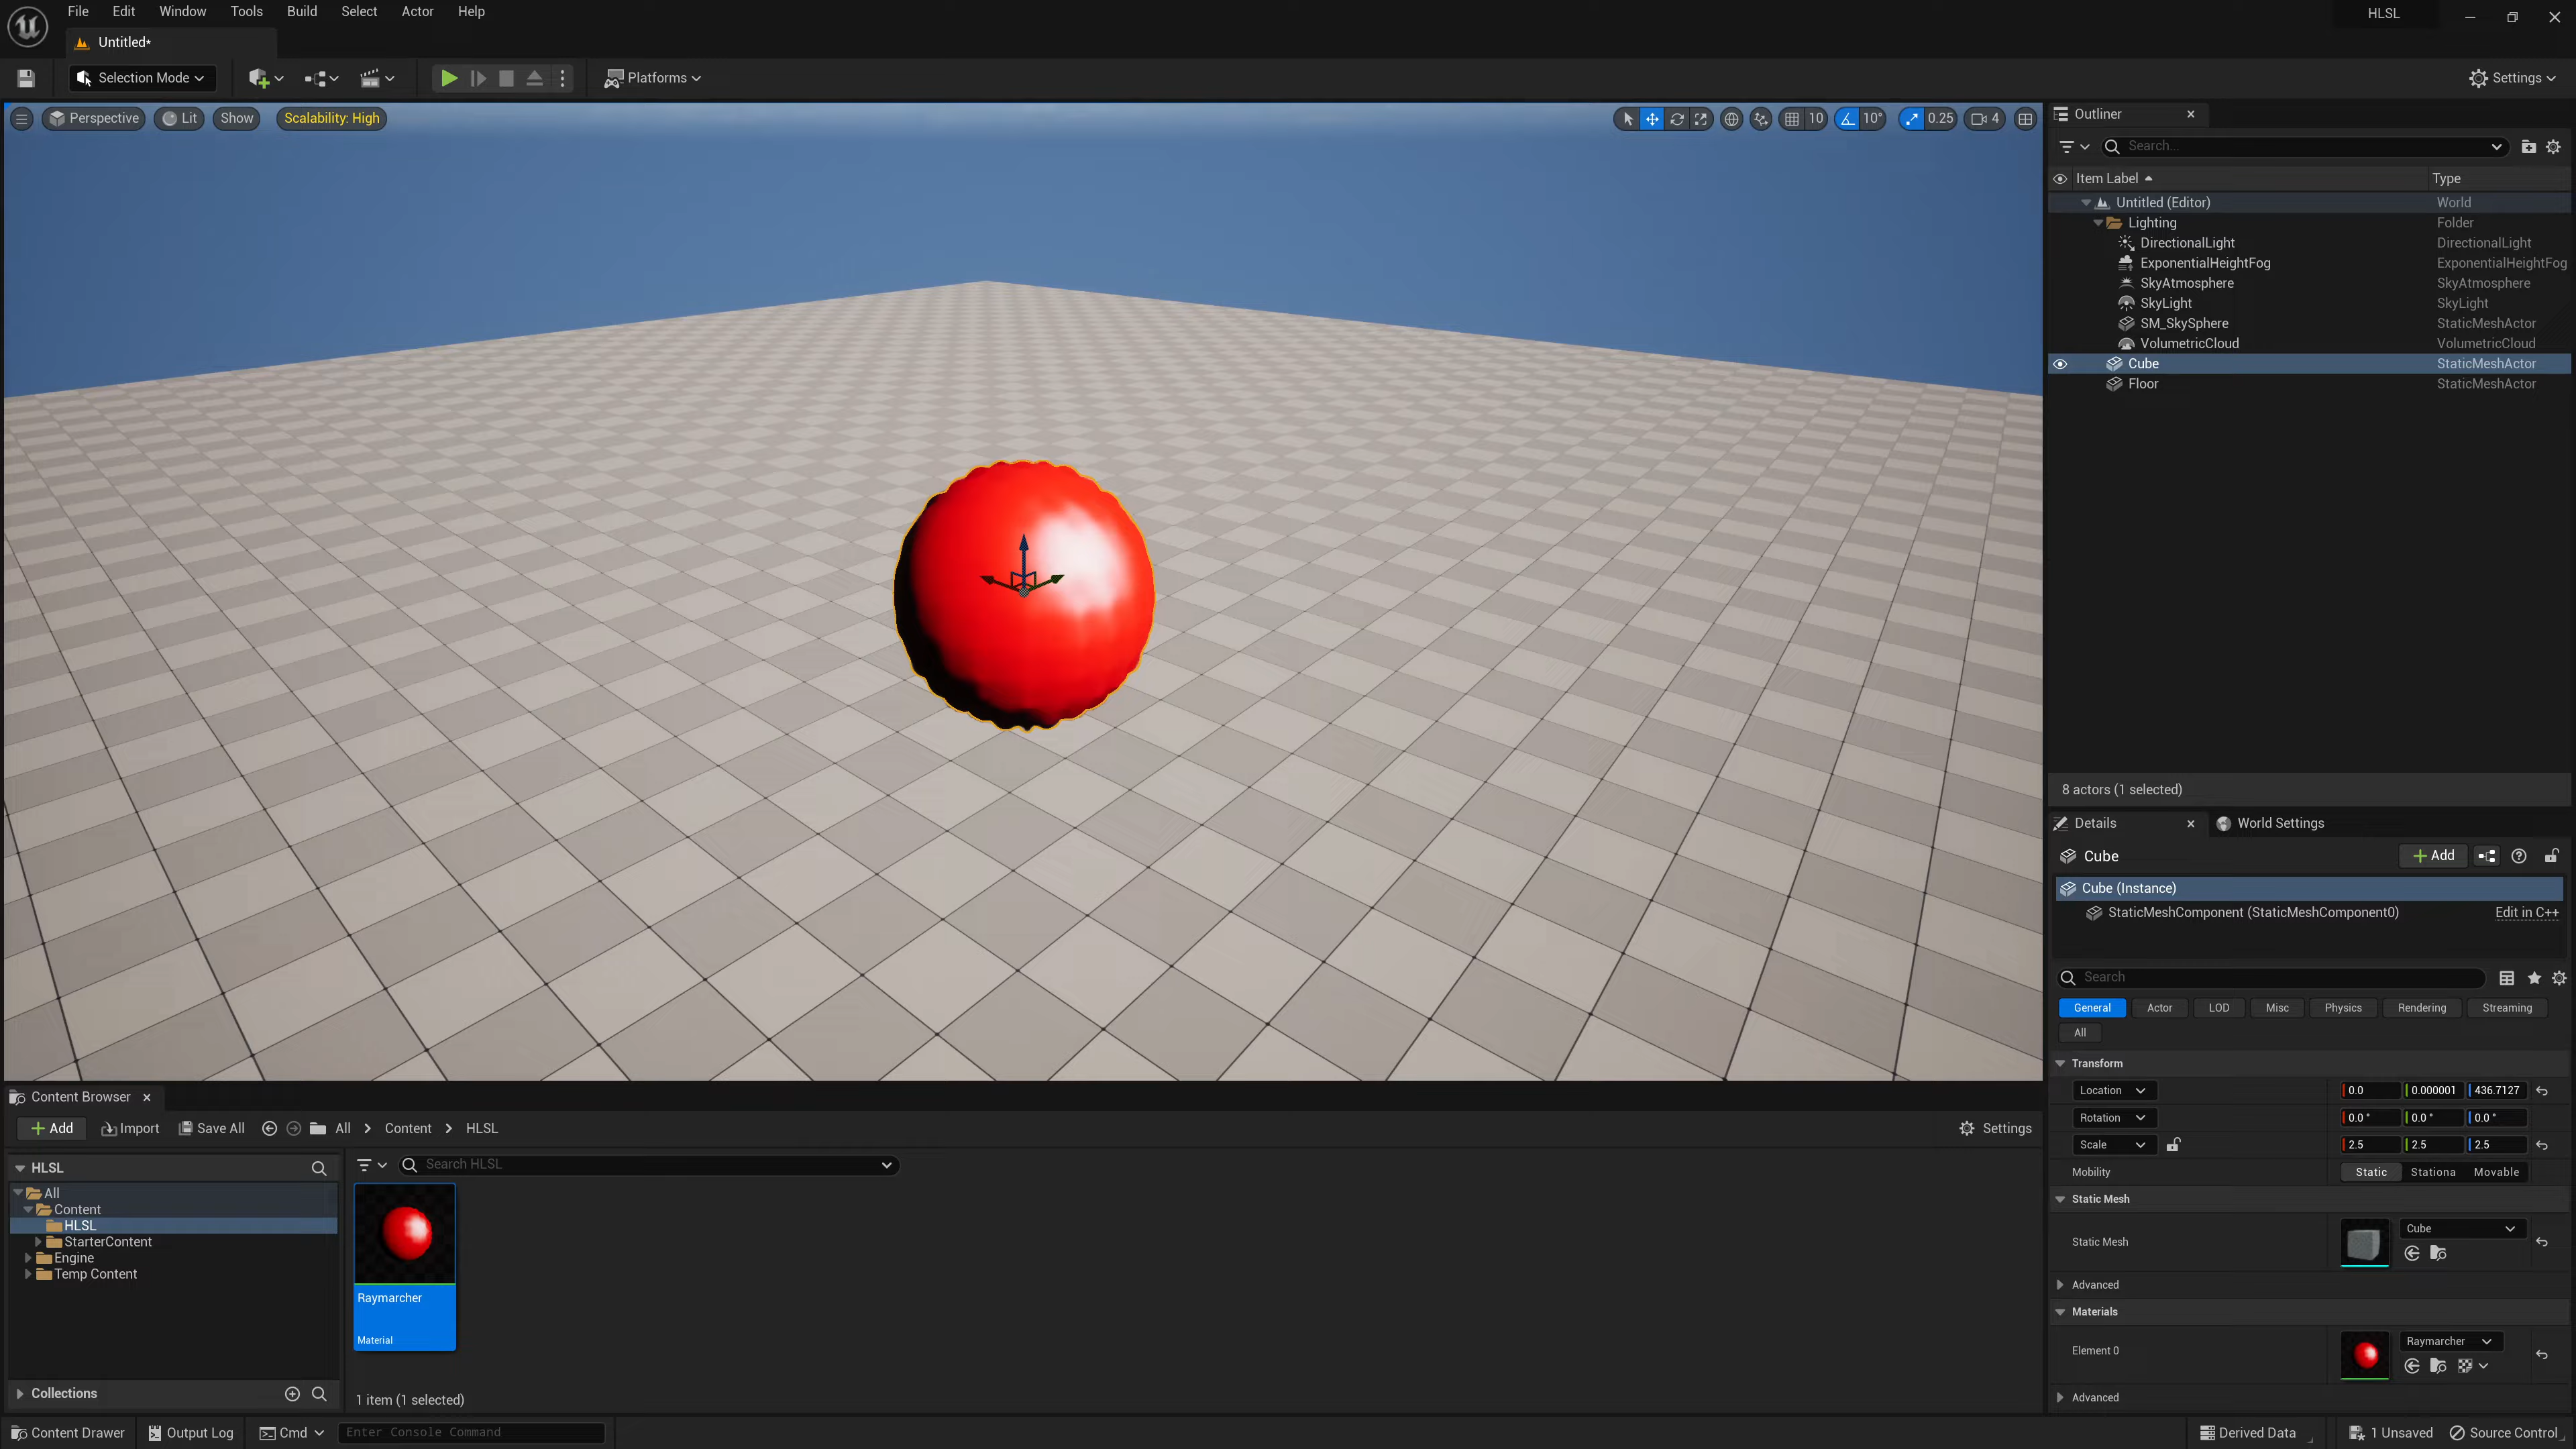 File Edit Window Tools Build Select Actor Help
HLSL
Untitled*
Selection Mode
Platforms
Settings
Perspective
Lit
Show
Scalability: High
10
10°
0.25
4
Outliner
Search...
Item Label
Type
Untitled (Editor) World
Lighting Folder
DirectionalLight DirectionalLight
ExponentialHeightFog ExponentialHeightFog
SkyAtmosphere SkyAtmosphere
SkyLight SkyLight
SM_SkySphere StaticMeshActor
VolumetricCloud VolumetricCloud
Cube StaticMeshActor
Floor StaticMeshActor
8 actors (1 selected)
Details
World Settings
Cube
Add
Cube (Instance)
StaticMeshComponent (StaticMeshComponent0) Edit in C++
Search
General Actor LOD Misc Physics Rendering Streaming
All
Transform
Location 0.0 0.000001 436.7127
Rotation 0.0 ° 0.0 ° 0.0 °
Scale 2.5 2.5 2.5
Mobility Static Stationa Movable
Static Mesh
Static Mesh Cube
Advanced
Materials
Element 0 Raymarcher
Advanced
Content Browser
Add Import Save All All Content HLSL
Settings
HLSL
Search HLSL
All
Content
HLSL
StarterContent
Engine
Temp Content
Collections
Raymarcher
Material
1 item (1 selected)
Content Drawer Output Log Cmd Enter Console Command
Derived Data 1 Unsaved Source Control